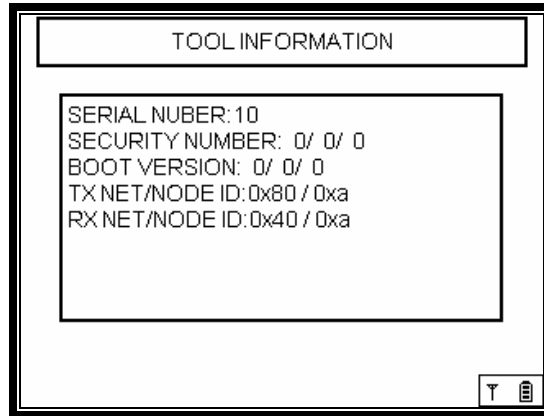 TOOL INFORMATION
SERIAL NUBER:10
SECURITY NUMBER: 0/ 0/ 0
BOOT VERSION: 0/ 0/ 0
TX NET/NODE ID:0x80 / 0xa
RX NET/NODE ID:0x40 / 0xa